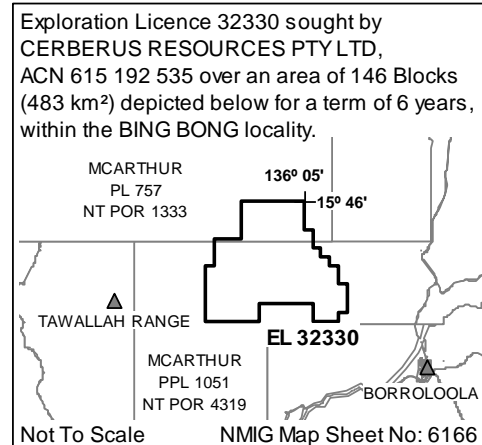 Exploration Licence 32330 sought by
CERBERUS RESOURCES PTY LTD,
ACN 615 192 535 over an area of 146 Blocks
(483 km²) depicted below for a term of 6 years,
within the BING BONG locality.
MCARTHUR
PL 757
NT POR 1333
136° 05'
15° 46'
TAWALLAH RANGE
EL 32330
MCARTHUR
PPL 1051
NT POR 4319
BORROLOOLA
Not To Scale NMIG Map Sheet No: 6166